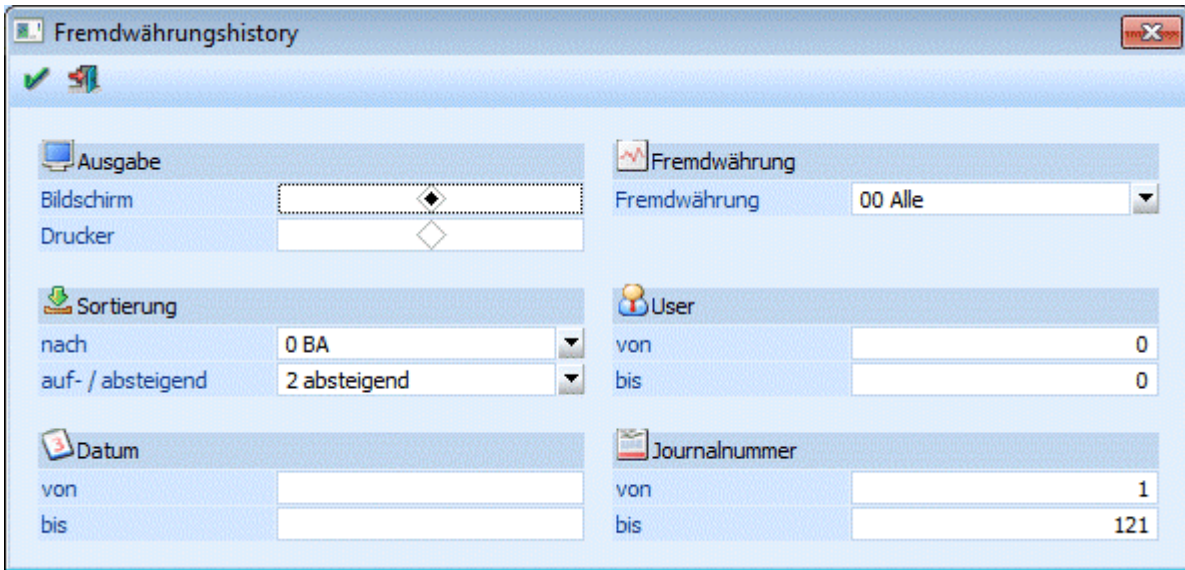 Fremdwährungshistory
Ausgabe
Bildschirm
Drucker
Fremdwährung
Fremdwährung 00 Alle
Sortierung
nach 0 BA
auf- / absteigend 2 absteigend
User
von 0
bis 0
Datum
von
bis
Journalnummer
von 1
bis 121